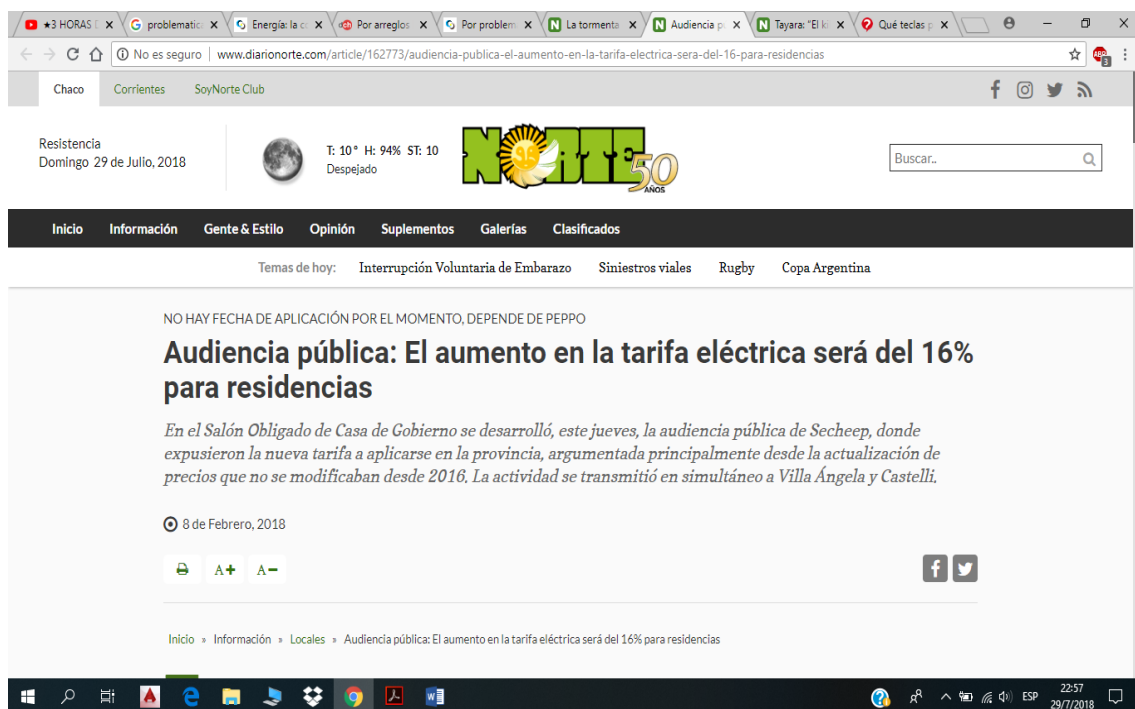 ★3 HORAS D
problematic
Energía: la c
Por arreglos
Por problem
La tormenta
Audiencia p
Tayara: "El k
Qué teclas p
No es seguro | www.diarionorte.com/article/162773/audiencia-publica-el-aumento-en-la-tarifa-electrica-sera-del-16-para-residencias
Chaco Corrientes SoyNorte Club
Resistencia
Domingo 29 de Julio, 2018
T: 10° H: 94% ST: 10
Despejado
NORTE 50
AÑOS
Buscar..
Inicio Información Gente & Estilo Opinión Suplementos Galerías Clasificados
Temas de hoy: Interrupción Voluntaria de Embarazo Siniestros viales Rugby Copa Argentina
NO HAY FECHA DE APLICACIÓN POR EL MOMENTO, DEPENDE DE PEPPO
Audiencia pública: El aumento en la tarifa eléctrica será del 16%
para residencias
En el Salón Obligado de Casa de Gobierno se desarrolló, este jueves, la audiencia pública de Secheep, donde
expusieron la nueva tarifa a aplicarse en la provincia, argumentada principalmente desde la actualización de
precios que no se modificaban desde 2016. La actividad se transmitió en simultáneo a Villa Ángela y Castelli.
8 de Febrero, 2018
A+ A-
Inicio » Información » Locales » Audiencia pública: El aumento en la tarifa eléctrica será del 16% para residencias
ESP
22:57
29/7/2018